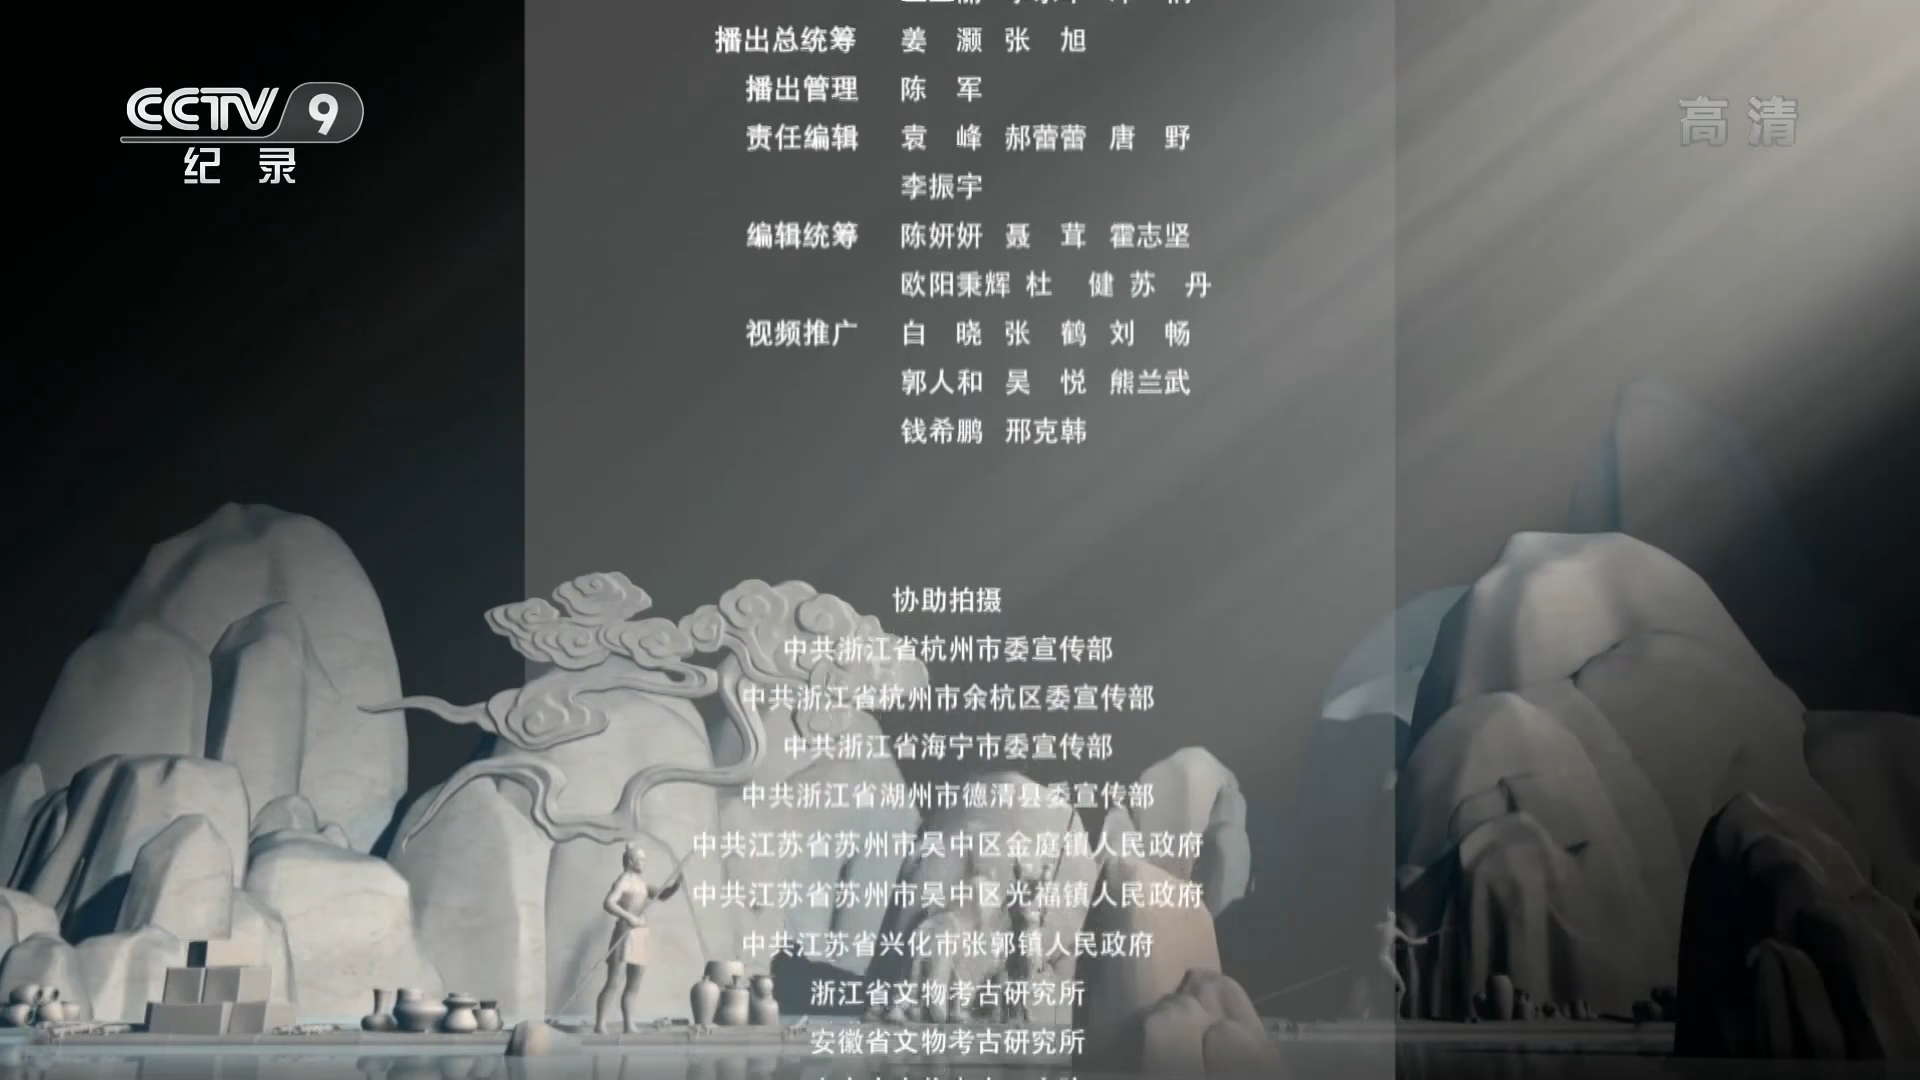 播出总统筹 姜 灏 张 旭
CCTV 9
纪 录
高 清
播出管理 陈 军
责任编辑 袁 峰 郝蕾蕾 唐 野
李振宇
编辑统筹 陈妍妍 聂 茸 霍志坚
欧阳秉辉 杜 健 苏 丹
视频推广 白 晓 张 鹤 刘 畅
郭人和 吴 悦 熊兰武
钱希鹏 邢克韩
协助拍摄
中共浙江省杭州市委宣传部
中共浙江省杭州市余杭区委宣传部
中共浙江省海宁市委宣传部
中共浙江省湖州市德清县委宣传部
中共江苏省苏州市吴中区金庭镇人民政府
中共江苏省苏州市吴中区光福镇人民政府
中共江苏省兴化市张郭镇人民政府
浙江省文物考古研究所
安徽省文物考古研究所